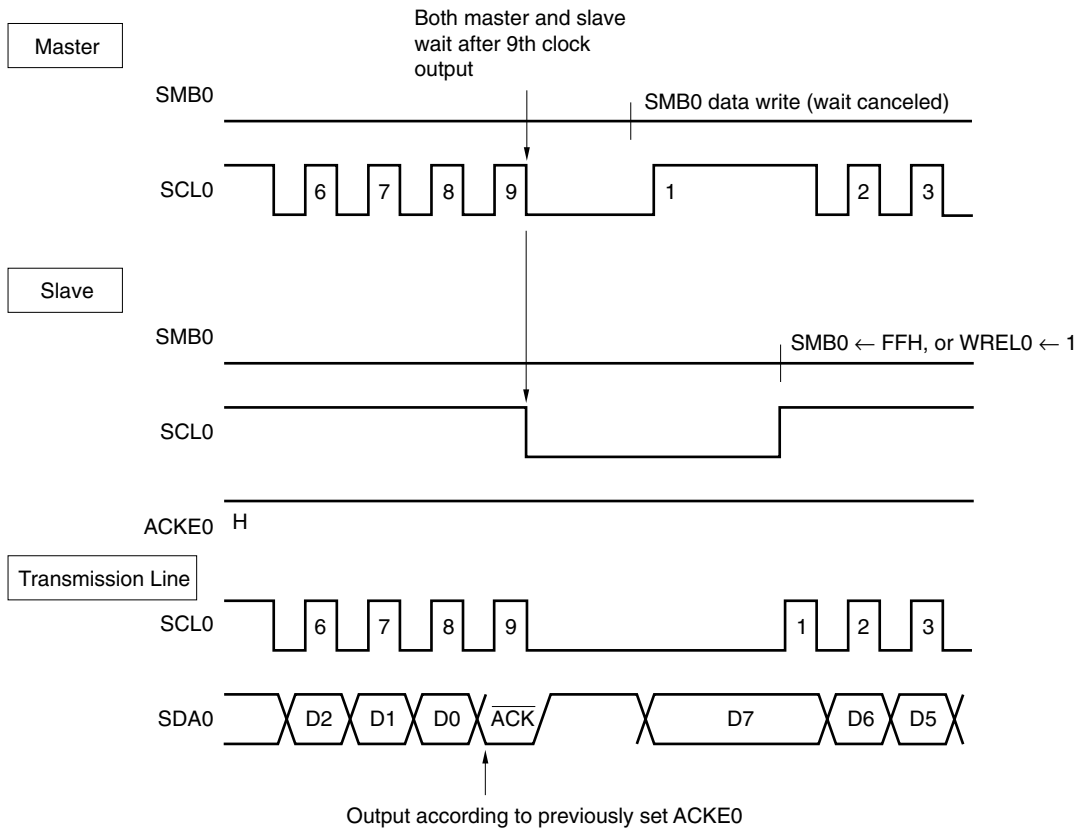 Both master and slave
wait after 9th clock
output
Master
SMB0
SMB0 data write (wait canceled)
SCL0
6 7 8 9 1 2 3
Slave
SMB0
SMB0 ← FFH, or WREL0 ← 1
SCL0
ACKE0 H
Transmission Line
SCL0
6 7 8 9 1 2 3
SDA0
D2 D1 D0 A̅C̅K̅ D7 D6 D5
Output according to previously set ACKE0